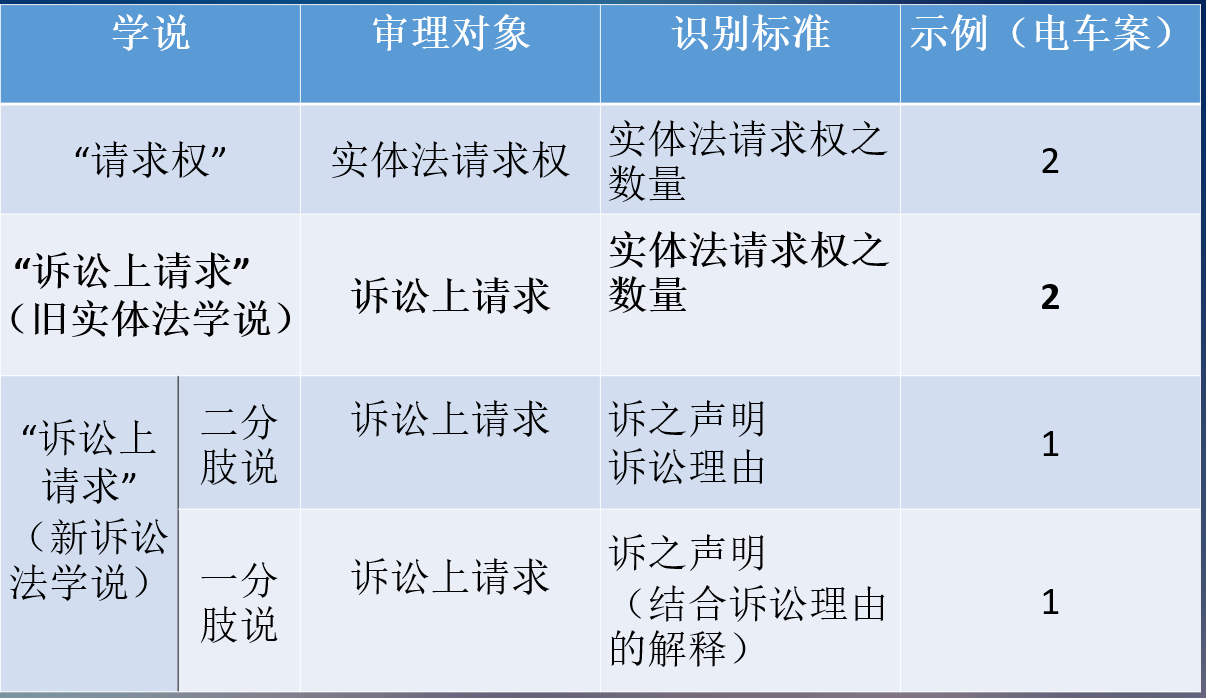 学说 审理对象 识别标准 示例（电车案）
“请求权” 实体法请求权 实体法请求权之
数量
2
“诉讼上请求”
（旧实体法学说）
诉讼上请求
实体法请求权之
数量
2
“诉讼上
请求”
（新诉讼
法学说）
二分
肢说
诉讼上请求
诉之声明
诉讼理由
1
一分
肢说
诉讼上请求
诉之声明
（结合诉讼理由
的解释）
1